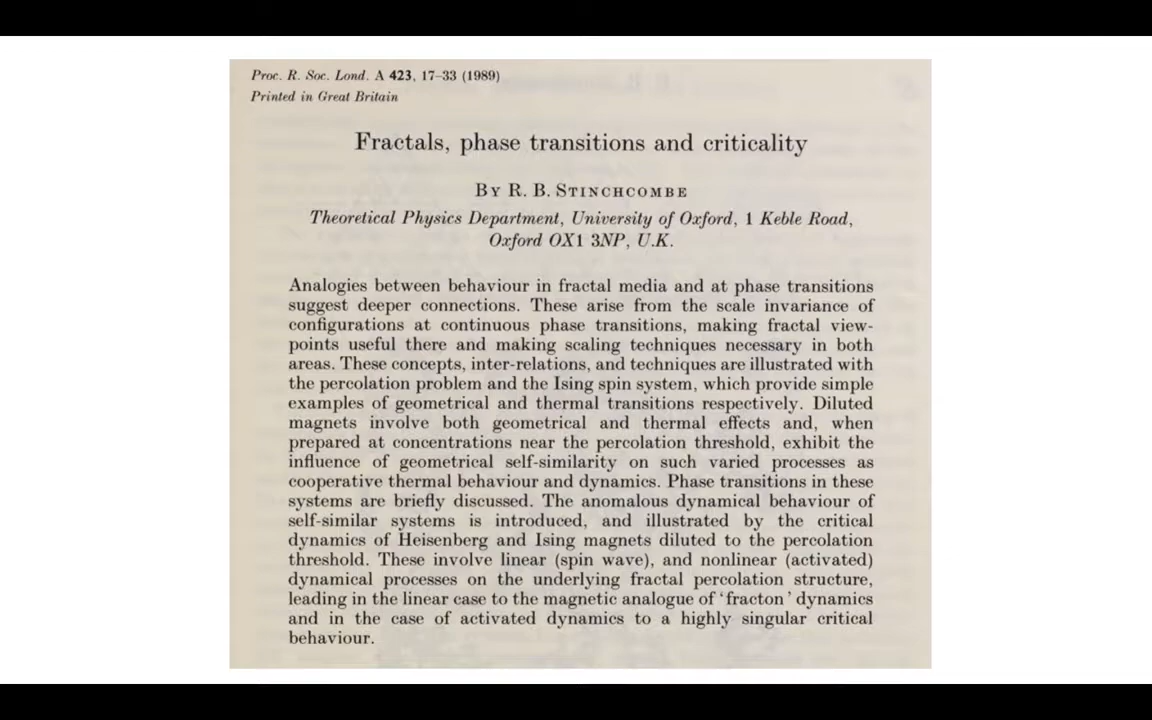 Proc. R. Soc. Lond. A 423, 17–33 (1989)
Printed in Great Britain
Fractals, phase transitions and criticality
By R. B. Stinchcombe
Theoretical Physics Department, University of Oxford, 1 Keble Road,
Oxford OX1 3NP, U.K.
Analogies between behaviour in fractal media and at phase transitions
suggest deeper connections. These arise from the scale invariance of
configurations at continuous phase transitions, making fractal view-
points useful there and making scaling techniques necessary in both
areas. These concepts, inter-relations, and techniques are illustrated with
the percolation problem and the Ising spin system, which provide simple
examples of geometrical and thermal transitions respectively. Diluted
magnets involve both geometrical and thermal effects and, when
prepared at concentrations near the percolation threshold, exhibit the
influence of geometrical self-similarity on such varied processes as
cooperative thermal behaviour and dynamics. Phase transitions in these
systems are briefly discussed. The anomalous dynamical behaviour of
self-similar systems is introduced, and illustrated by the critical
dynamics of Heisenberg and Ising magnets diluted to the percolation
threshold. These involve linear (spin wave), and nonlinear (activated)
dynamical processes on the underlying fractal percolation structure,
leading in the linear case to the magnetic analogue of ‘fracton’ dynamics
and in the case of activated dynamics to a highly singular critical
behaviour.